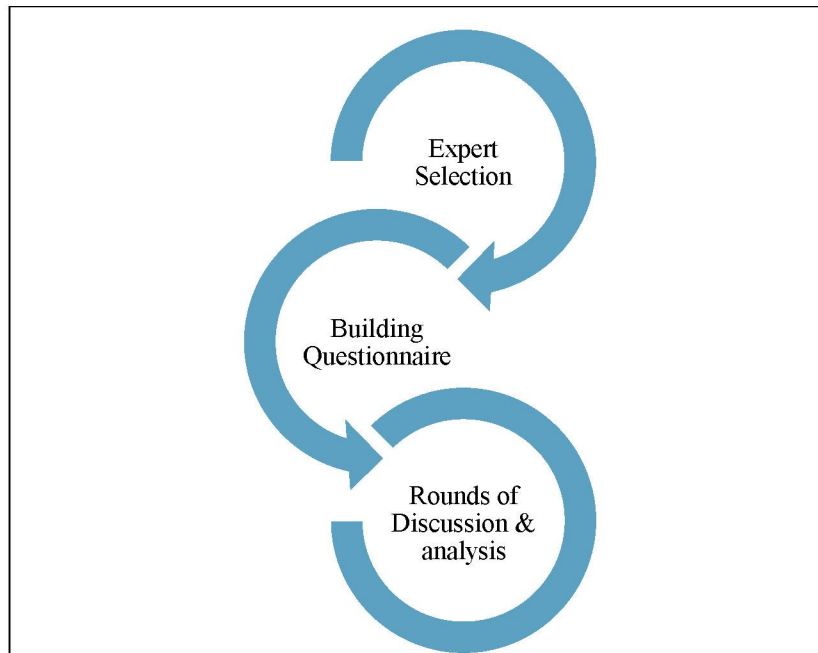 Expert
Selection
Building
Questionnaire
Rounds of
Discussion &
analysis